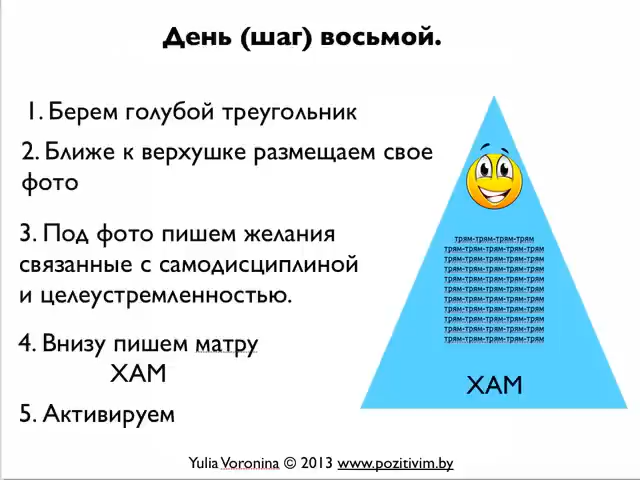 День (шаг) восьмой.
1. Берем голубой треугольник
2. Ближе к верхушке размещаем свое
фото
3. Под фото пишем желания
связанные с самодисциплиной
и целеустремленностью.
4. Внизу пишем матру
ХАМ
5. Активируем
трям-трям-трям-трям
трям-трям-трям-трям-трям
трям-трям-трям-трям-трям
трям-трям-трям-трям-трям
трям-трям-трям-трям-трям
трям-трям-трям-трям-трям
трям-трям-трям-трям-трям
трям-трям-трям-трям-трям
трям-трям-трям-трям-трям
трям-трям-трям-трям-трям
трям-трям-трям-трям-трям
ХАМ
Yulia Voronina © 2013 www.pozitivim.by